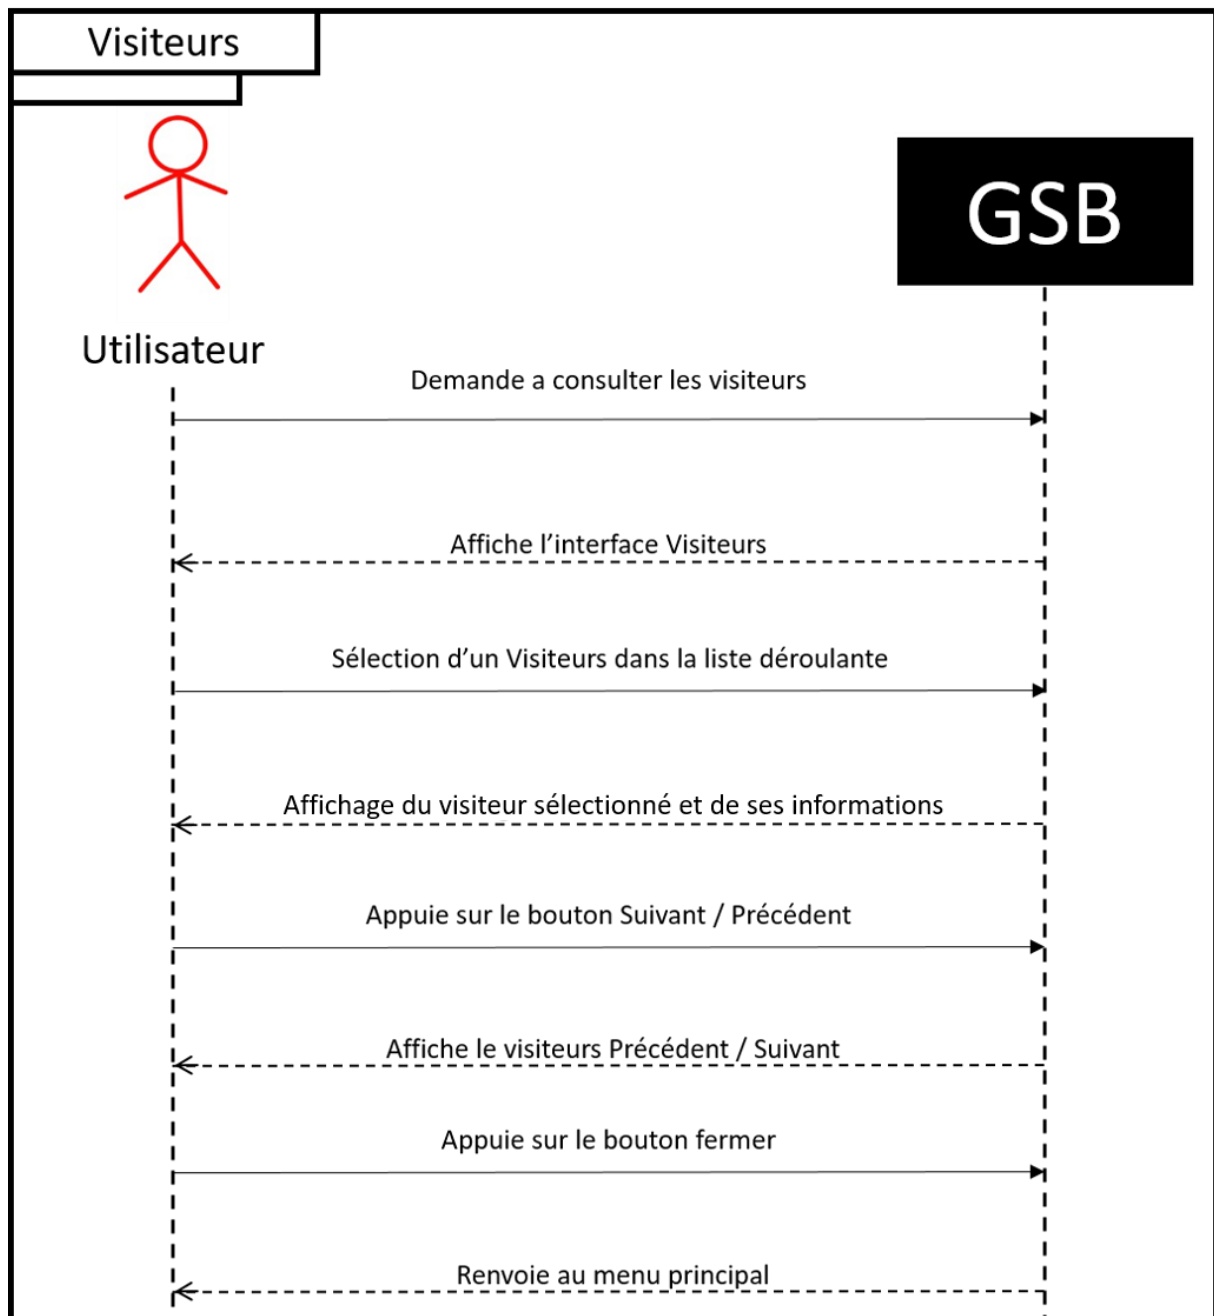 Visiteurs
GSB
Utilisateur
Demande a consulter les visiteurs
Affiche l’interface Visiteurs
Sélection d’un Visiteurs dans la liste déroulante
Affichage du visiteur sélectionné et de ses informations
Appuie sur le bouton Suivant / Précédent
Affiche le visiteurs Précédent / Suivant
Appuie sur le bouton fermer
Renvoie au menu principal